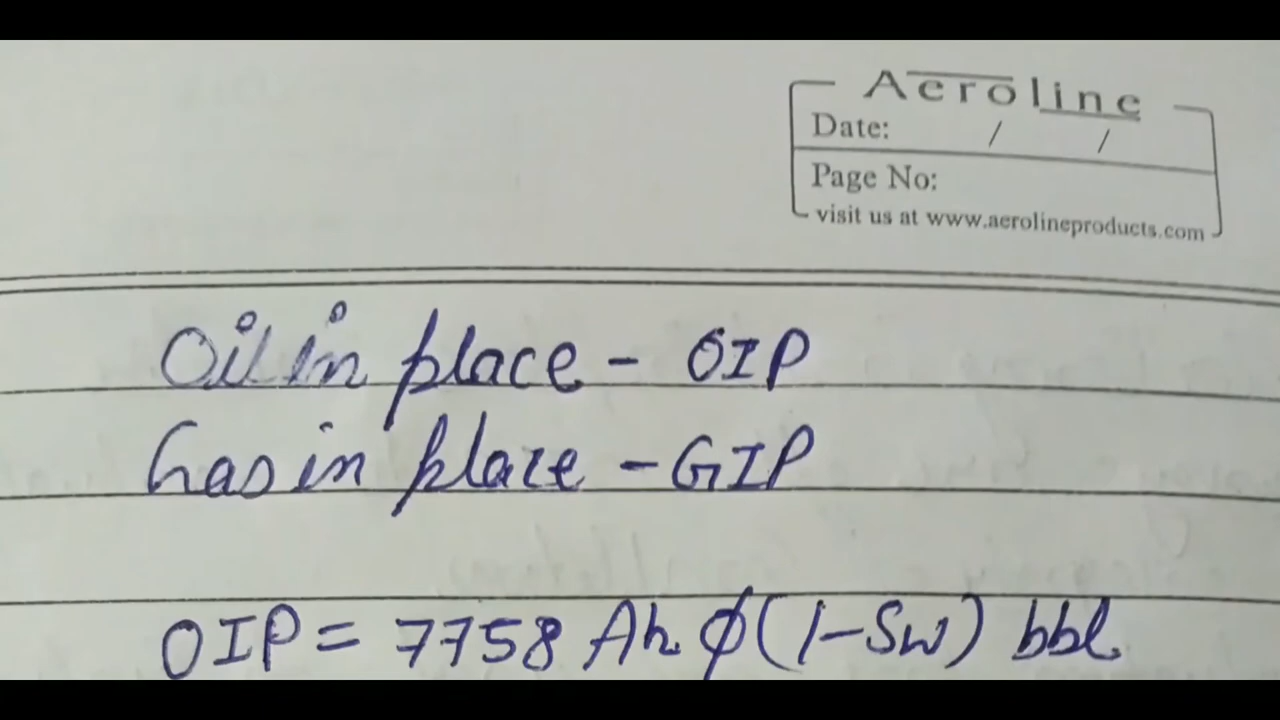 Aeroline
Date: / /
Page No:
visit us at www.aerolineproducts.com
Oil in place - OIP
Gas in place - GIP
OIP = 7758 Ah ϕ(1-Sw) bbl